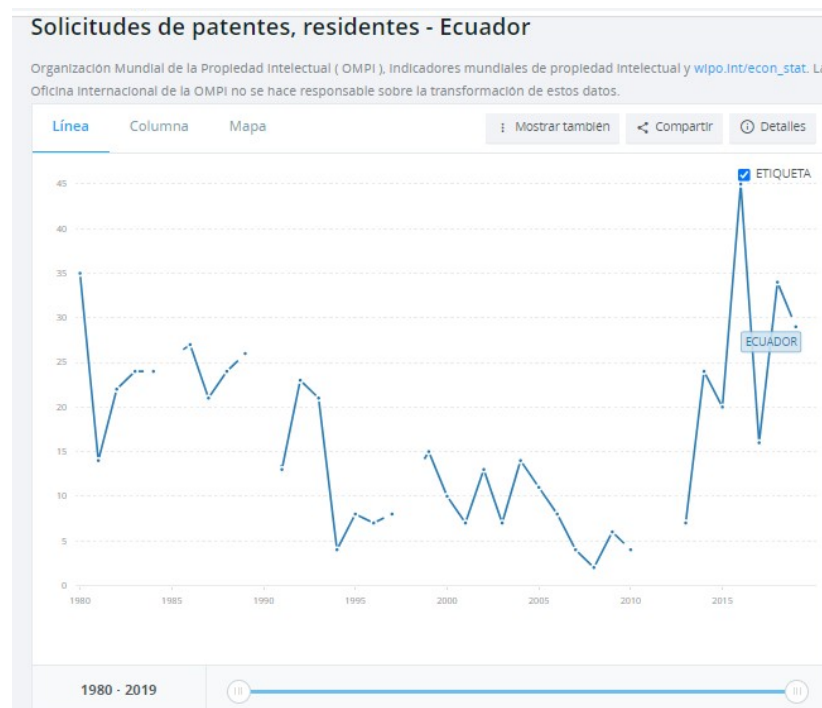 Solicitudes de patentes, residentes - Ecuador
Organización Mundial de la Propiedad Intelectual ( OMPI ), Indicadores mundiales de propiedad intelectual y wipo.int/econ_stat. La
Oficina Internacional de la OMPI no se hace responsable sobre la transformación de estos datos.
Línea Columna Mapa Mostrar también Compartir Detalles
ETIQUETA
45
40
35
30
ECUADOR
25
20
15
10
5
0
1980 1985 1990 1995 2000 2005 2010 2015
1980 - 2019